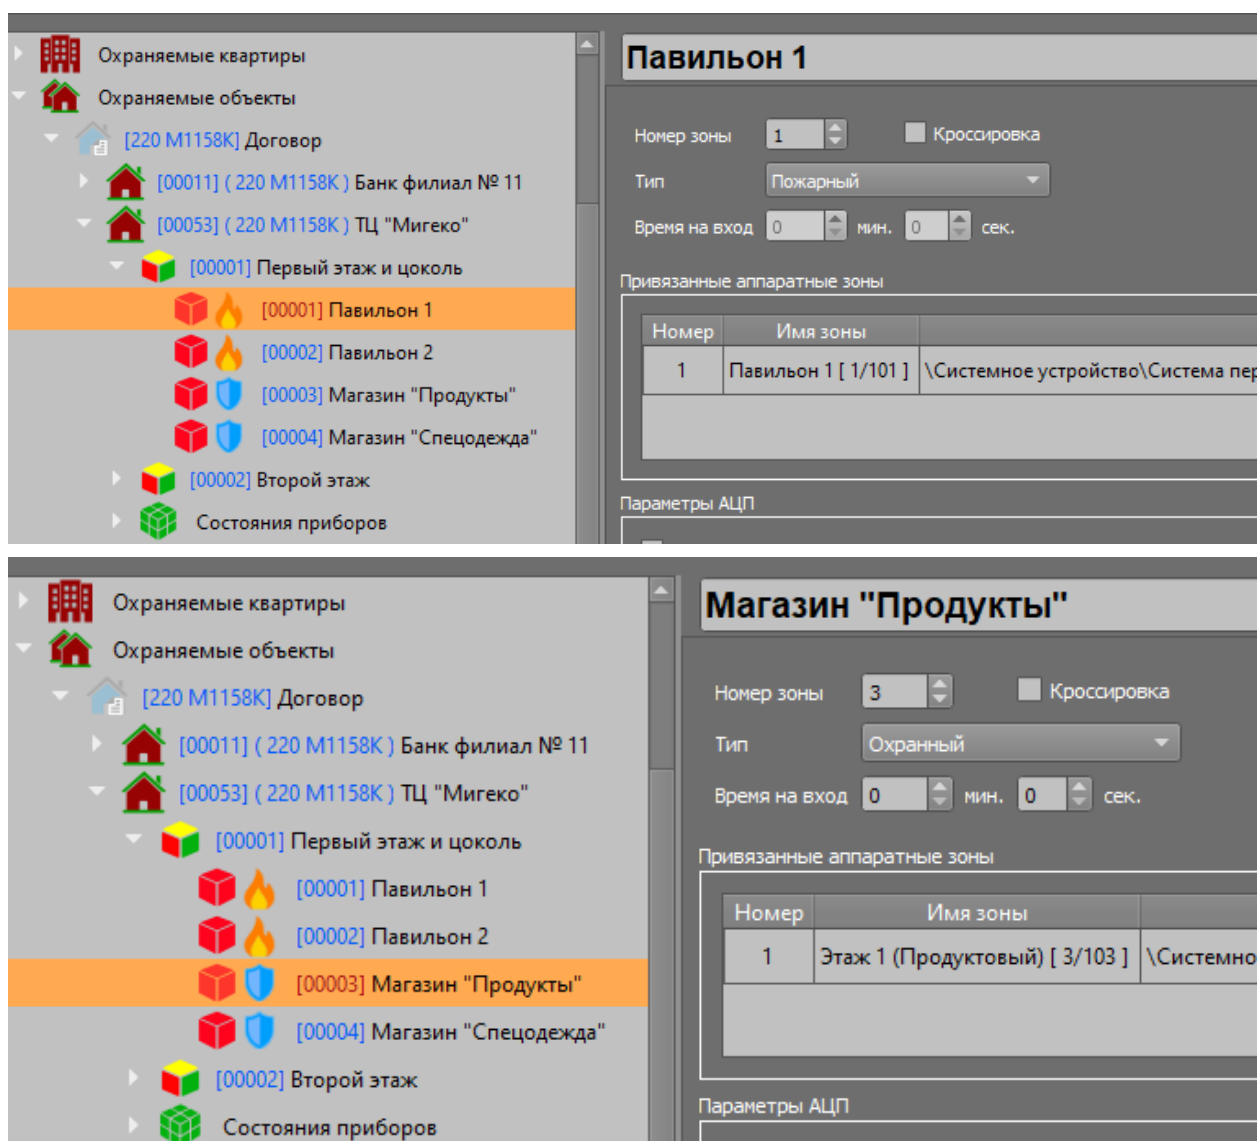 Охраняемые квартиры
Охраняемые объекты
[220 М1158К] Договор
[00011] ( 220 М1158К ) Банк филиал № 11
[00053] ( 220 М1158К ) ТЦ "Мигеко"
[00001] Первый этаж и цоколь
[00001] Павильон 1
[00002] Павильон 2
[00003] Магазин "Продукты"
[00004] Магазин "Спецодежда"
[00002] Второй этаж
Состояния приборов
Павильон 1
Номер зоны 1 Кроссировка
Тип Пожарный
Время на вход 0 мин. 0 сек.
Привязанные аппаратные зоны
Номер Имя зоны
1 Павильон 1 [ 1/101 ] \Системное устройство\Система пер
Параметры АЦП
Охраняемые квартиры
Охраняемые объекты
[220 М1158К] Договор
[00011] ( 220 М1158К ) Банк филиал № 11
[00053] ( 220 М1158К ) ТЦ "Мигеко"
[00001] Первый этаж и цоколь
[00001] Павильон 1
[00002] Павильон 2
[00003] Магазин "Продукты"
[00004] Магазин "Спецодежда"
[00002] Второй этаж
Состояния приборов
Магазин "Продукты"
Номер зоны 3 Кроссировка
Тип Охранный
Время на вход 0 мин. 0 сек.
Привязанные аппаратные зоны
Номер Имя зоны
1 Этаж 1 (Продуктовый) [ 3/103 ] \Системно
Параметры АЦП